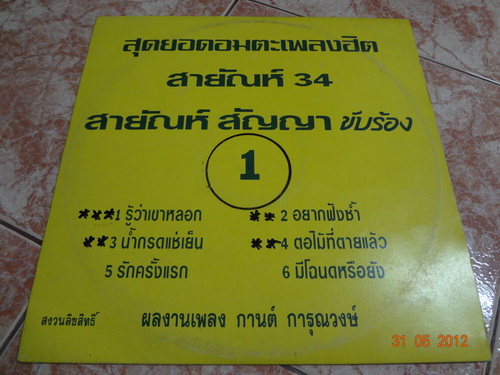 สุดยอดอมตะเพลงฮิต
สายัณห์ 34
สายัณห์ สัญญา ขับร้อง
1
1 รู้ว่าเขาหลอก 2 อยากฟังซ้ำ
3 น้ำกรดแช่เย็น 4 ดอไม้ที่ตายแล้ว
5 รักครั้งแรก 6 มีโฉนดหรือยัง
สงวนลิขสิทธิ์ ผลงานเพลง กานต์ การุณวงษ์
31 05 2012